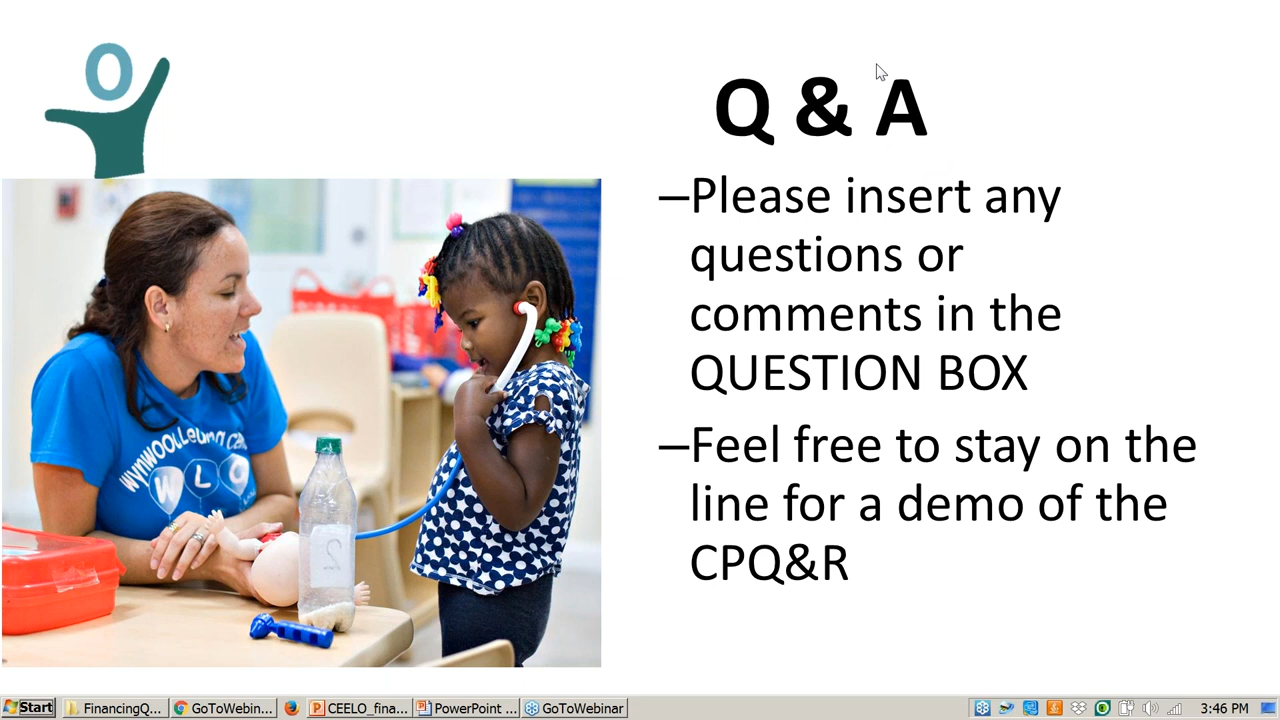 Q & A
–Please insert any
questions or
comments in the
QUESTION BOX
–Feel free to stay on the
line for a demo of the
CPQ&R
W L C
2
Start
FinancingQ...
GoToWebin...
CEELO_fina...
PowerPoint ...
GoToWebinar
3:46 PM